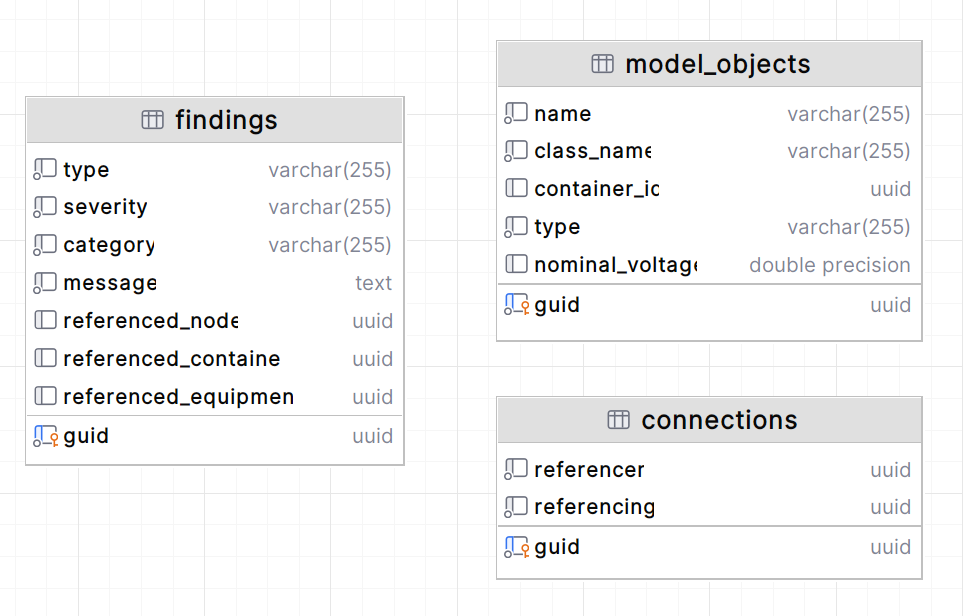 findings
type varchar(255)
severity varchar(255)
category varchar(255)
message text
referenced_node uuid
referenced_containe uuid
referenced_equipmen uuid
guid uuid
model_objects
name varchar(255)
class_name varchar(255)
container_id uuid
type varchar(255)
nominal_voltage double precision
guid uuid
connections
referencer uuid
referencing uuid
guid uuid